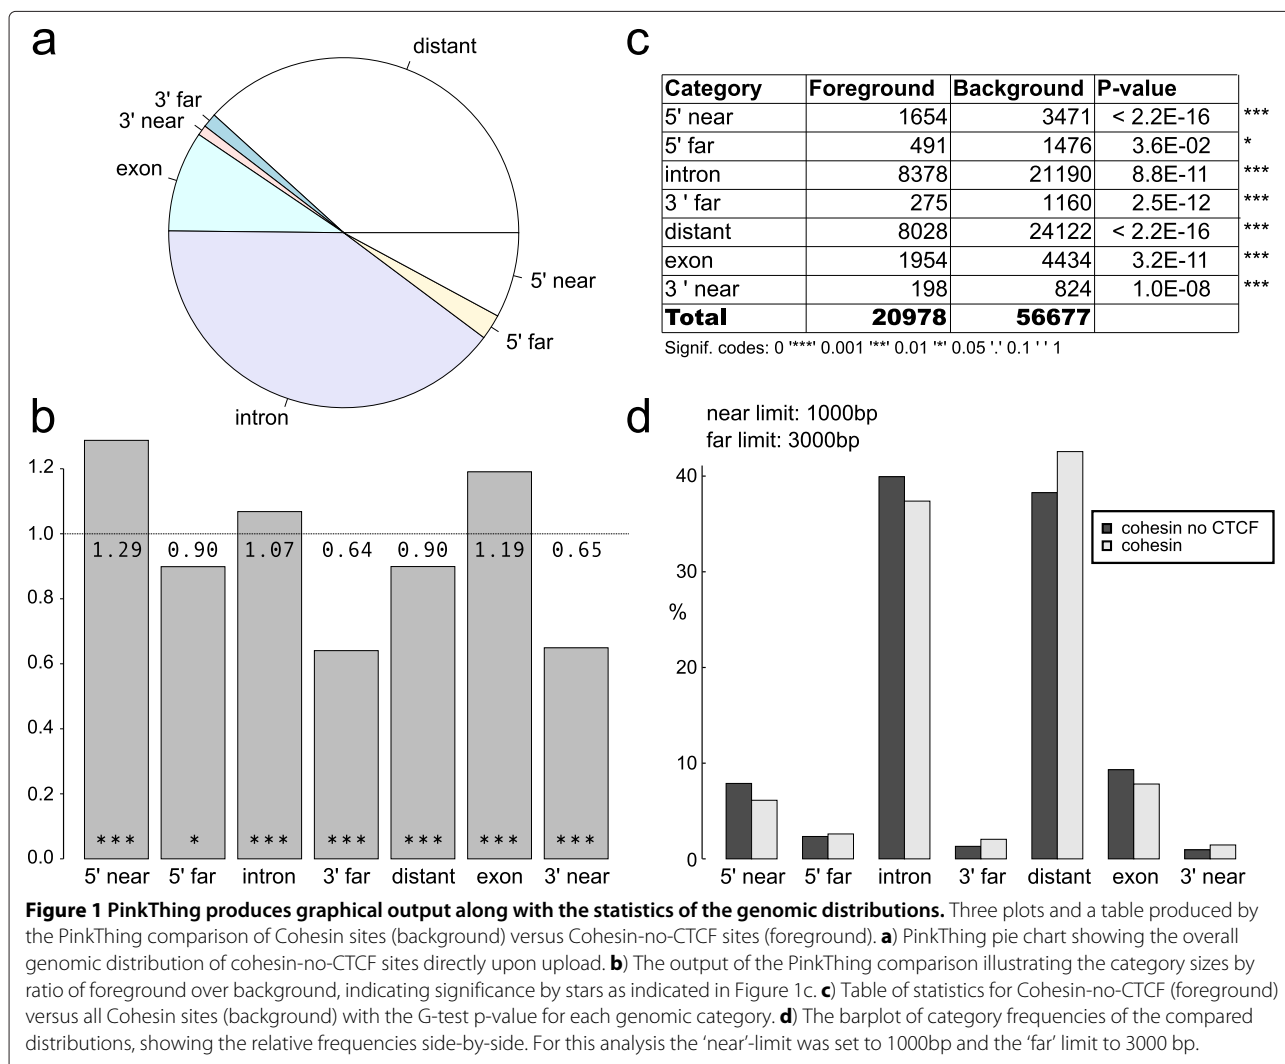 a
distant
3' far
3' near
exon
5' near
5' far
intron
c
Category Foreground Background P-value
5' near 1654 3471 < 2.2E-16 ***
5' far 491 1476 3.6E-02 *
intron 8378 21190 8.8E-11 ***
3 ' far 275 1160 2.5E-12 ***
distant 8028 24122 < 2.2E-16 ***
exon 1954 4434 3.2E-11 ***
3 ' near 198 824 1.0E-08 ***
Total 20978 56677
Signif. codes: 0 '***' 0.001 '**' 0.01 '*' 0.05 '.' 0.1 ' ' 1
b
1.2
1.0
0.8
0.6
0.4
0.2
0.0
1.29 0.90 1.07 0.64 0.90 1.19 0.65
*** * *** *** *** *** ***
5' near 5' far intron 3' far distant exon 3' near
d
near limit: 1000bp
far limit: 3000bp
40
30
%
20
10
0
cohesin no CTCF
cohesin
5' near 5' far intron 3' far distant exon 3' near
Figure 1 PinkThing produces graphical output along with the statistics of the genomic distributions. Three plots and a table produced by
the PinkThing comparison of Cohesin sites (background) versus Cohesin-no-CTCF sites (foreground). a) PinkThing pie chart showing the overall
genomic distribution of cohesin-no-CTCF sites directly upon upload. b) The output of the PinkThing comparison illustrating the category sizes by
ratio of foreground over background, indicating significance by stars as indicated in Figure 1c. c) Table of statistics for Cohesin-no-CTCF (foreground)
versus all Cohesin sites (background) with the G-test p-value for each genomic category. d) The barplot of category frequencies of the compared
distributions, showing the relative frequencies side-by-side. For this analysis the 'near'-limit was set to 1000bp and the 'far' limit to 3000 bp.